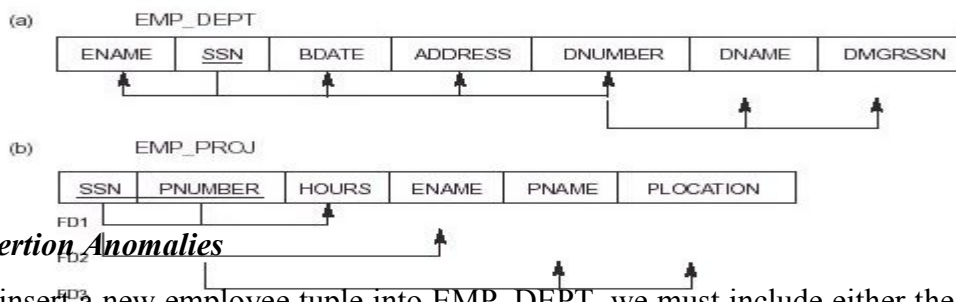 (a) EMP_DEPT
ENAME SSN BDATE ADDRESS DNUMBER DNAME DMGRSSN
(b) EMP_PROJ
SSN PNUMBER HOURS ENAME PNAME PLOCATION
FD1
FD2
ertion Anomalies
FD3
insert a new employee tuple into EMP_DEPT, we must include either the